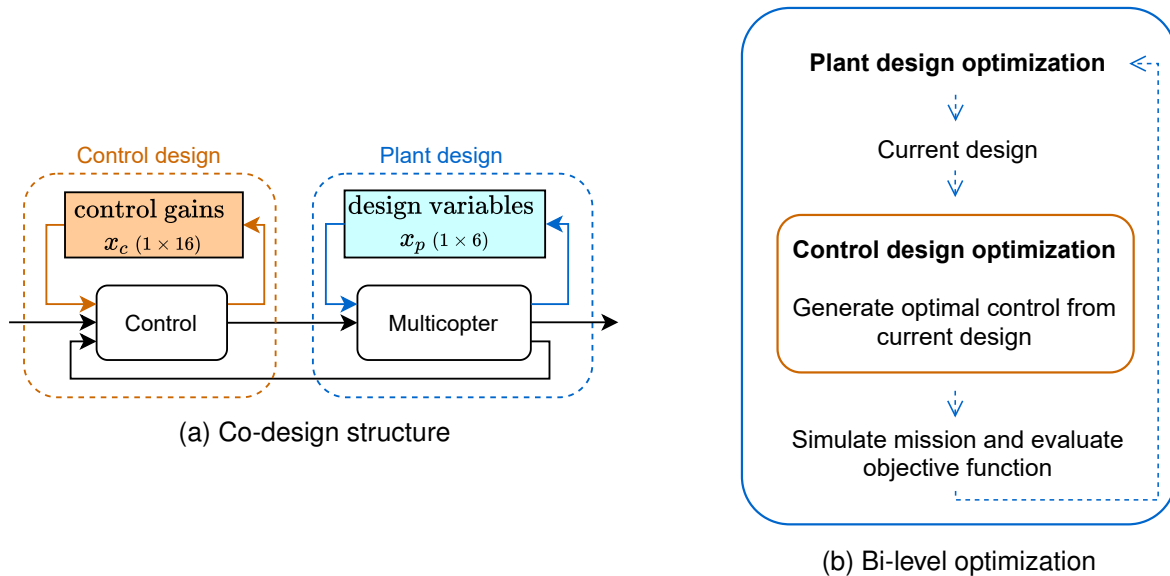 Control design
control gains
x_c (1 × 16)
Control
Plant design
design variables
x_p (1 × 6)
Multicopter
(a) Co-design structure
Plant design optimization
Current design
Control design optimization
Generate optimal control from
current design
Simulate mission and evaluate
objective function
(b) Bi-level optimization